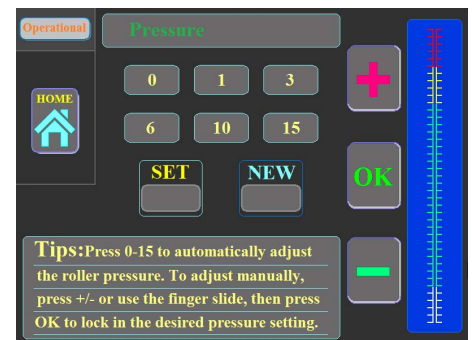 Operational
Pressure
HOME
0 1 3
6 10 15
SET NEW
OK
Tips:Press 0-15 to automatically adjust
the roller pressure. To adjust manually,
press +/- or use the finger slide, then press
OK to lock in the desired pressure setting.